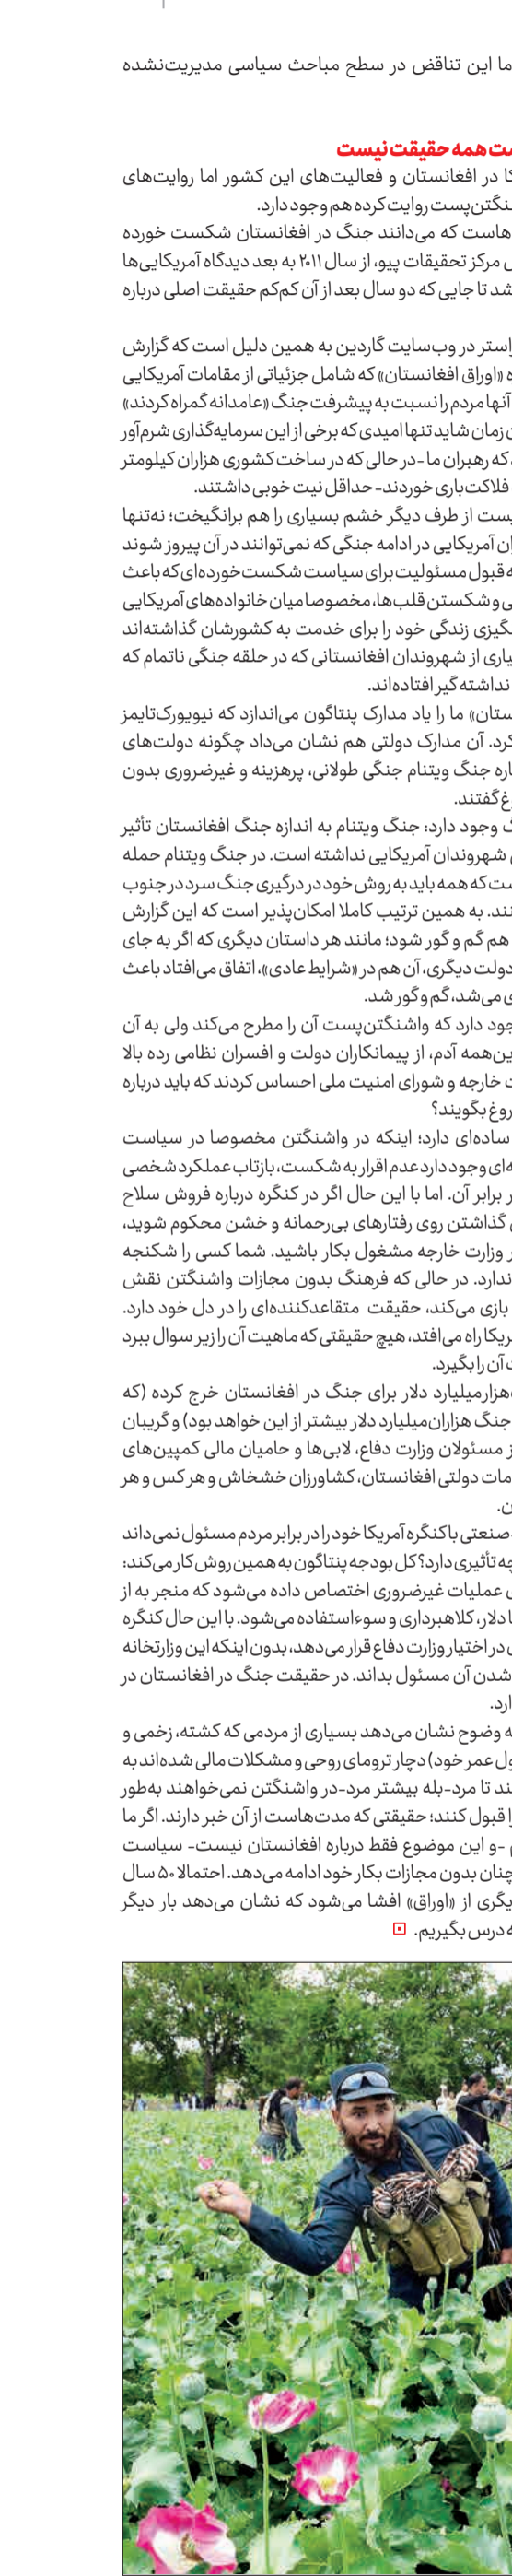 ما این تناقض در سطح مباحث سیاسی مدیریت‌نشده
ست همه حقیقت نیست
کا در افغانستان و فعالیت‌های این کشور اما روایت‌های
نگتن‌پست روایت کرده هم وجود دارد.
هاست که می‌دانند جنگ در افغانستان شکست خورده
مرکز تحقیقات پیو، از سال ۲۰۱۱ به بعد دیدگاه آمریکایی‌ها
شد تا جایی که دو سال بعد از آن کم‌کم حقیقت اصلی درباره
راستر در وب‌سایت گاردین به همین دلیل است که گزارش
ه «اوراق افغانستان» که شامل جزئیاتی از مقامات آمریکایی
آنها مردم را نسبت به پیشرفت جنگ «عامدانه گمراه کردند»
ن زمان شاید تنها امیدی که برخی از این سرمایه‌گذاری شرم‌آور
که رهبران ما -در حالی که در ساخت کشوری هزاران کیلومتر
فلاکت‌باری خوردند- حداقل نیت خوبی داشتند.
یست از طرف دیگر خشم بسیاری را هم برانگیخت؛ نه‌تنها
ان آمریکایی در ادامه جنگی که نمی‌توانند در آن پیروز شوند
ه قبول مسئولیت برای سیاست شکست‌خورده‌ای که باعث
ی و شکستن قلب‌ها، مخصوصا میان خانواده‌های آمریکایی
نگیزی زندگی خود را برای خدمت به کشورشان گذاشته‌اند
یاری از شهروندان افغانستانی که در حلقه جنگی ناتمام که
نداشته گیر افتاده‌اند.
ستان» ما را یاد مدارک پنتاگون می‌اندازد که نیویورک‌تایمز
کرد. آن مدارک دولتی هم نشان می‌داد چگونه دولت‌های
اره جنگ ویتنام جنگی طولانی، پرهزینه و غیرضروری بدون
غ گفتند.
گ وجود دارد: جنگ ویتنام به اندازه جنگ افغانستان تأثیر
شهروندان آمریکایی نداشته است. در جنگ ویتنام حمله
ست که همه باید به روش خود در درگیری جنگ سرد در جنوب
نند. به همین ترتیب کاملا امکان‌پذیر است که این گزارش
هم گم و گور شود؛ مانند هر داستان دیگری که اگر به جای
دولت دیگری، آن هم در «شرایط عادی»، اتفاق می‌افتاد باعث
ی می‌شد، گم و گور شد.
جود دارد که واشنگتن‌پست آن را مطرح می‌کند ولی به آن
ین‌همه آدم، از پیمانکاران دولت و افسران نظامی رده بالا
ت خارجه و شورای امنیت ملی احساس کردند که باید درباره
روغ بگویند؟
ساده‌ای دارد؛ اینکه در واشنگتن مخصوصا در سیاست
ه‌ای وجود دارد عدم اقرار به شکست، بازتاب عملکرد شخصی
ر برابر آن. اما با این حال اگر در کنگره درباره فروش سلاح
گذاشتن روی رفتارهای بی‌رحمانه و خشن محکوم شوید،
ر وزارت خارجه مشغول بکار باشید. شما کسی را شکنجه
ندارد. در حالی که فرهنگ بدون مجازات واشنگتن نقش
بازی می‌کند، حقیقت متقاعدکننده‌ای را در دل خود دارد.
ریکا راه می‌افتد، هیچ حقیقتی که ماهیت آن را زیر سوال ببرد
ت آن را بگیرد.
هزار میلیارد دلار برای جنگ در افغانستان خرج کرده (که
جنگ هزاران میلیارد دلار بیشتر از این خواهد بود) و گریبان
ز مسئولان وزارت دفاع، لابی‌ها و حامیان مالی کمپین‌های
مات دولتی افغانستان، کشاورزان خشخاش و هر کس و هر
ن.
صنعتی با کنگره آمریکا خود را در برابر مردم مسئول نمی‌داند
چه تأثیری دارد؟ کل بودجه پنتاگون به همین روش کار می‌کند:
ی عملیات غیرضروری اختصاص داده می‌شود که منجر به از
ا دلار، کلاهبرداری و سوءاستفاده می‌شود. با این حال کنگره
ی در اختیار وزارت دفاع قرار می‌دهد، بدون اینکه این وزارتخانه
شدن آن مسئول بداند. در حقیقت جنگ در افغانستان در
ارد.
ه وضوح نشان می‌دهد بسیاری از مردمی که کشته، زخمی و
ول عمر خود) دچار ترومای روحی و مشکلات مالی شده‌اند به
ند تا مرد-بله بیشتر مرد-در واشنگتن نمی‌خواهند به‌طور
را قبول کنند؛ حقیقتی که مدت‌هاست از آن خبر دارند. اگر ما
-و این موضوع فقط درباره افغانستان نیست- سیاست
چنان بدون مجازات بکار خود ادامه می‌دهد. احتمالا ۵۰ سال
یگری از «اوراق» افشا می‌شود که نشان می‌دهد بار دیگر
ه درس بگیریم.